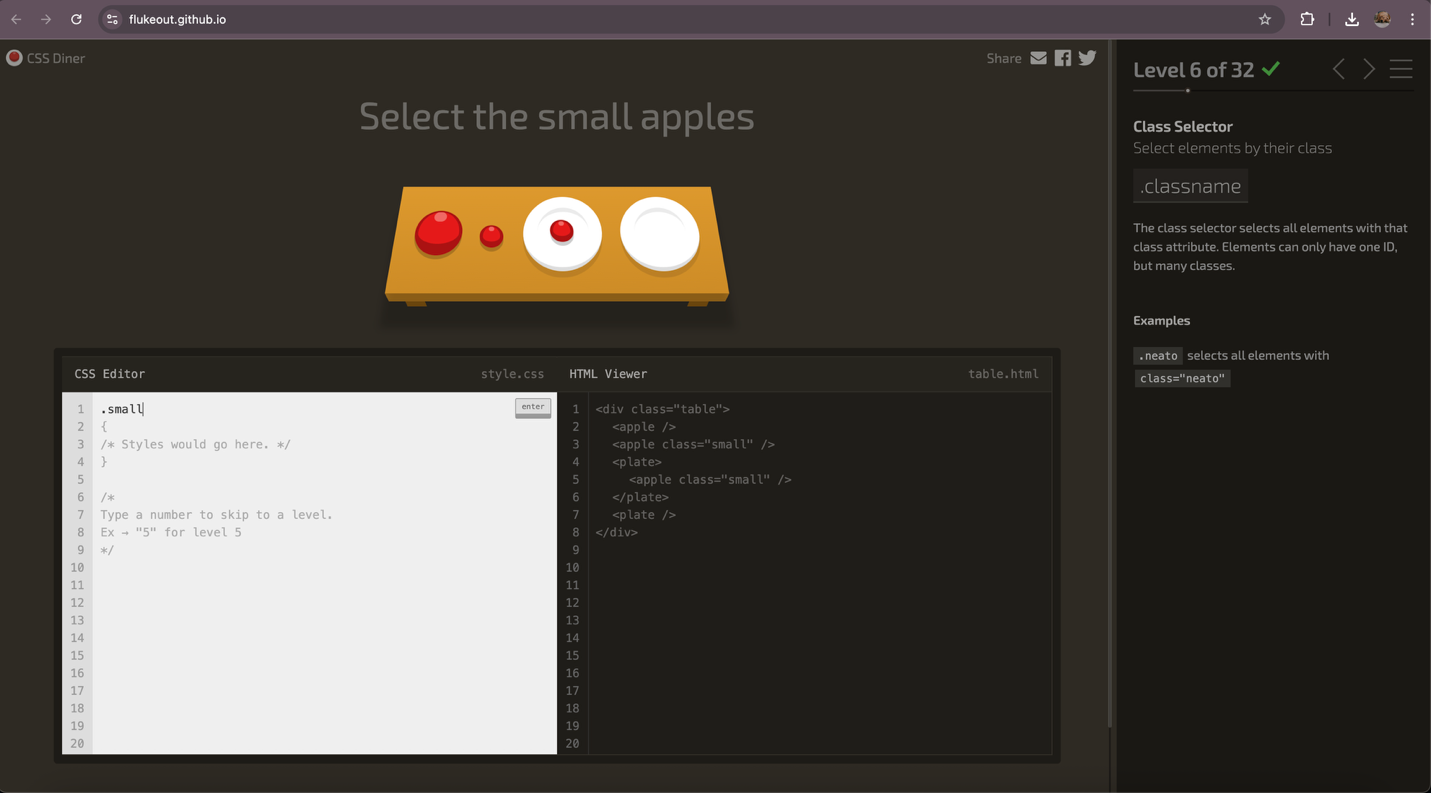 flukeout.github.io
CSS Diner
Share
Select the small apples
CSS Editor
style.css
1 .small
enter
2 {
3 /* Styles would go here. */
4 }
5
6 /*
7 Type a number to skip to a level.
8 Ex → "5" for level 5
9 */
10
11
12
13
14
15
16
17
18
19
20
HTML Viewer
table.html
1 <div class="table">
2 <apple />
3 <apple class="small" />
4 <plate>
5 <apple class="small" />
6 </plate>
7 <plate />
8 </div>
9
10
11
12
13
14
15
16
17
18
19
20
Level 6 of 32
Class Selector
Select elements by their class
.classname
The class selector selects all elements with that
class attribute. Elements can only have one ID,
but many classes.
Examples
.neato selects all elements with
class="neato"